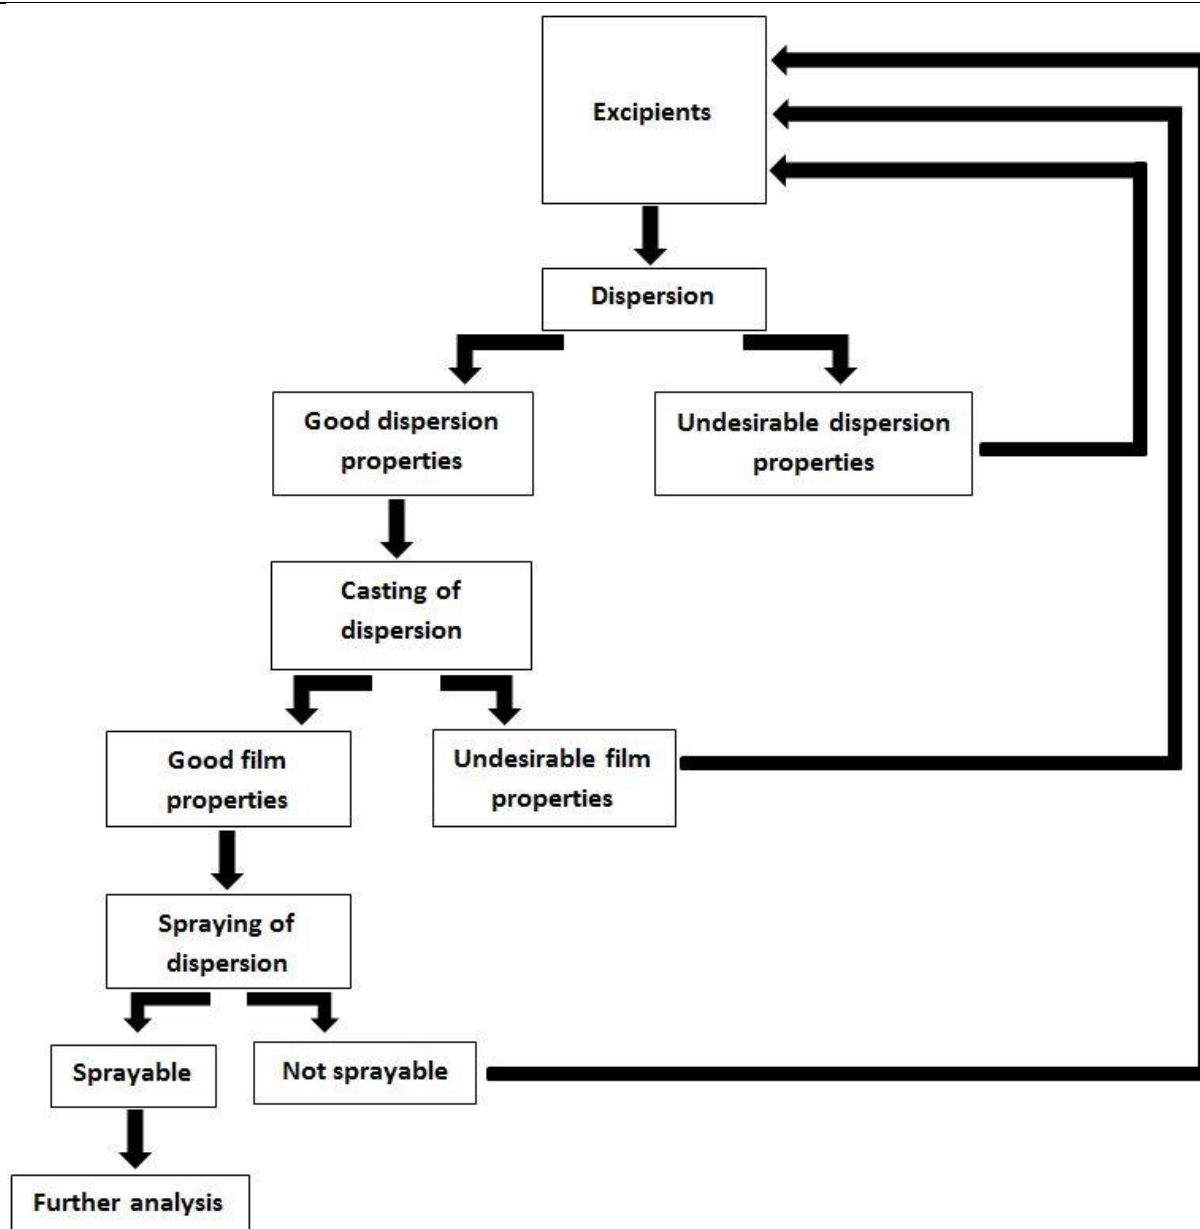 Excipients
Dispersion
Good dispersion
properties
Undesirable dispersion
properties
Casting of
dispersion
Good film
properties
Undesirable film
properties
Spraying of
dispersion
Sprayable
Not sprayable
Further analysis